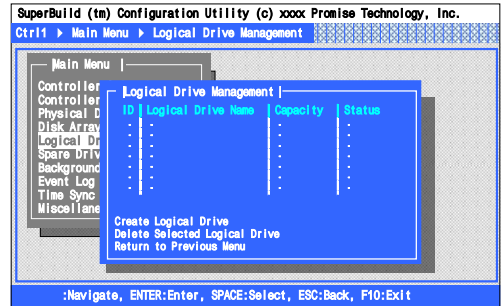 SuperBuild (tm) Configuration Utility (c) xxxx Promise Technology, Inc.
Ctrl1 ▶ Main Menu ▶ Logical Drive Management
Main Menu
Controller
Controller
Physical D
Disk Array
Logical Dr
Spare Driv
Background
Event Log
Time Sync
Miscellane
Logical Drive Management
ID Logical Drive Name Capacity Status
Create Logical Drive
Delete Selected Logical Drive
Return to Previous Menu
:Navigate, ENTER:Enter, SPACE:Select, ESC:Back, F10:Exit